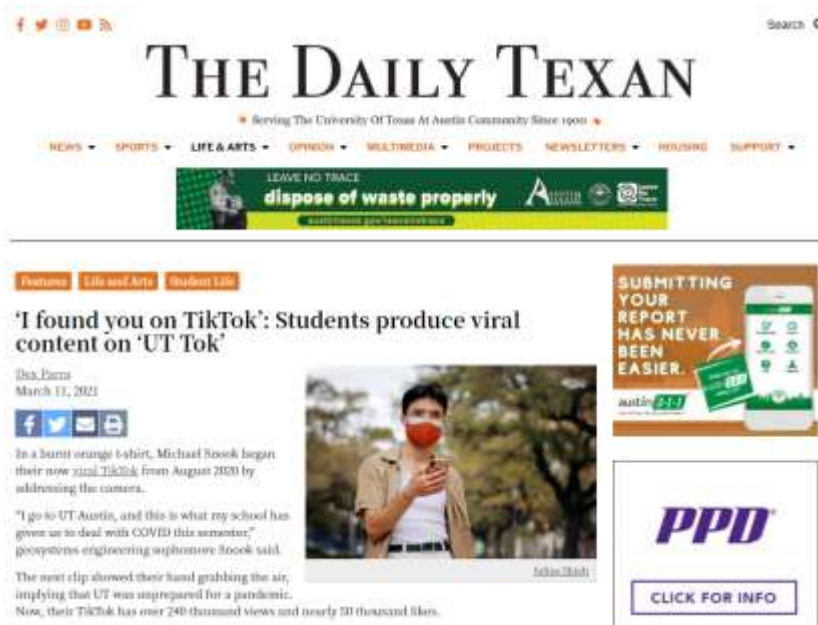 Search
THE DAILY TEXAN
Serving The University Of Texas At Austin Community Since 1900
NEWS SPORTS LIFE & ARTS OPINION MULTIMEDIA PROJECTS NEWSLETTERS HOUSING SUPPORT
LEAVE NO TRACE
dispose of waste properly
austintexas.gov/leavenotrace
Features Life and Arts Student Life
‘I found you on TikTok’: Students produce viral
content on ‘UT Tok’
March 11, 2021
In a burnt orange t-shirt, Michael Snook began
their now viral TikTok from August 2020 by
addressing the camera.
“I go to UT-Austin, and this is what my school has
given us to deal with COVID this semester,”
geosystems engineering sophomore Snook said.
The next clip showed their hand grabbing the air,
implying that UT was unprepared for a pandemic.
Now, their TikTok has over 240 thousand views and nearly 50 thousand likes.
SUBMITTING
YOUR
REPORT
HAS NEVER
BEEN
EASIER.
austin 3-1-1
PPD
CLICK FOR INFO